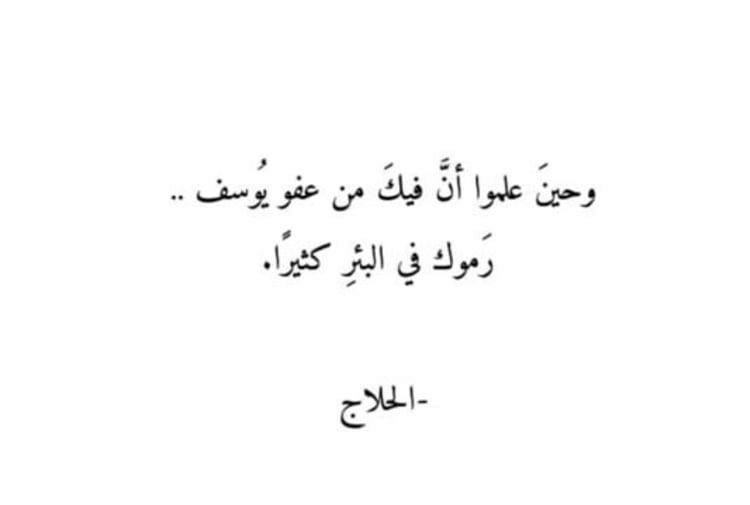 وحينَ علموا أنَّ فيكَ من عفو يُوسف ..
رَموك في البئرِ كثيرًا.
-الحلاج